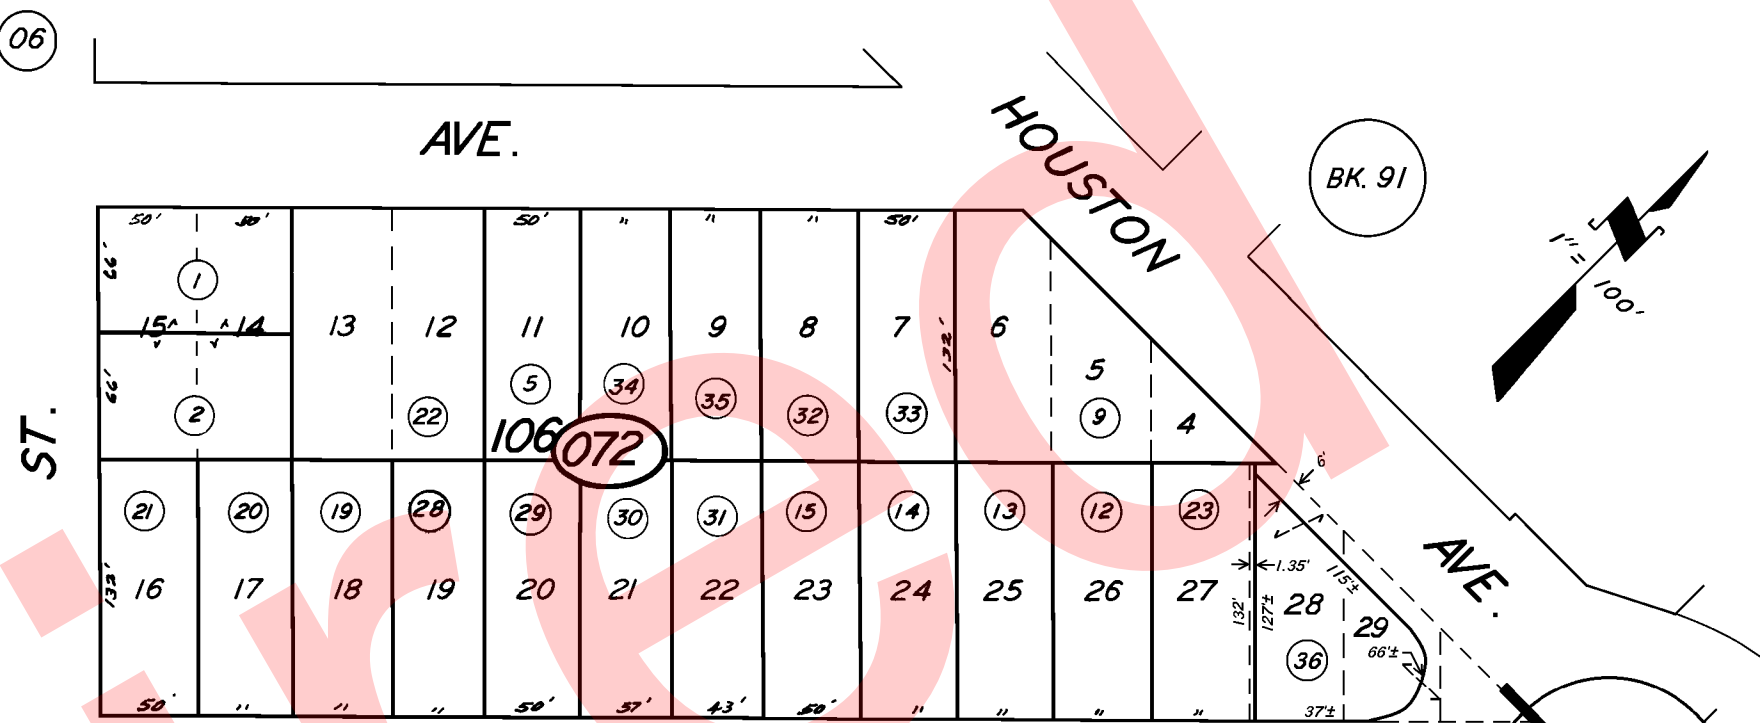 06
AVE.
HOUSTON
BK. 91
1"=
100'
50' 50' 50' " " " 50'
66'
1
15 14 13 12 11 10 9 8 7 132' 6
5
66'
2 22 5 34 35 32 33 9 4
ST.
106 072
6'
21 20 19 28 29 30 31 15 14 13 12 23
AVE.
132' 16 17 18 19 20 21 22 23 24 25 26 27 132' 1.35' 127'± 28 115'±
29
36 66'±
50' " " " 50' 57' 43' 50' " " " " 37'±
ired